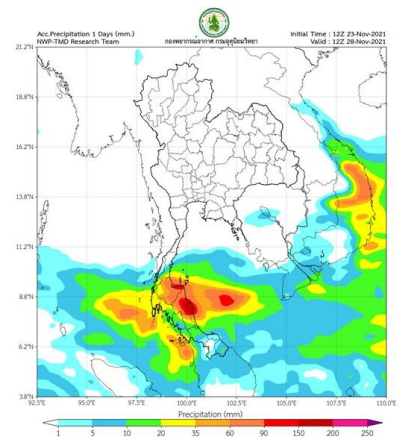 Acc.Precipitation 1 Days (mm.)
NWP-TMD Research Team
กองพยากรณ์อากาศ กรมอุตุนิยมวิทยา
Initial Time : 12Z 23-Nov-2021
Valid : 12Z 28-Nov-2021
21.2°N
18.8°N
16.2°N
13.8°N
11.2°N
8.8°N
6.2°N
3.8°N
92.5°E 95.0°E 97.5°E 100.0°E 102.5°E 105.0°E 107.5°E 110.0°E
Precipitation (mm)
1 5 10 20 35 60 90 150 200 250